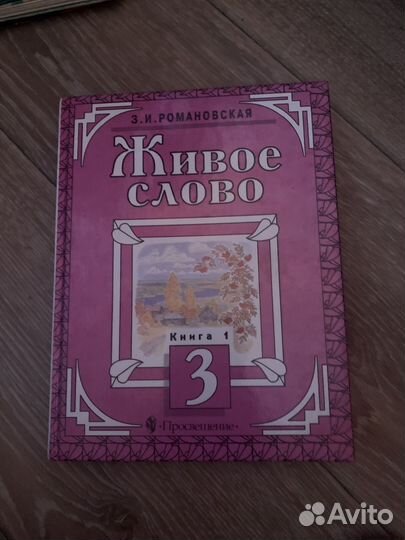 З.И.РОМАНОВСКАЯ
ЖИВОЕ
СЛОВО
Книга 1
3
•Просвещение•
Avito